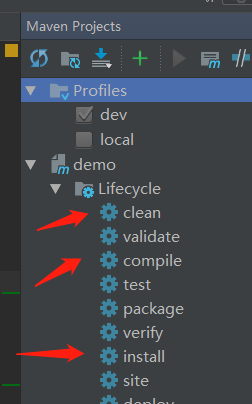 Maven Projects
Profiles
dev
local
demo
Lifecycle
clean
validate
compile
test
package
verify
install
site
deploy